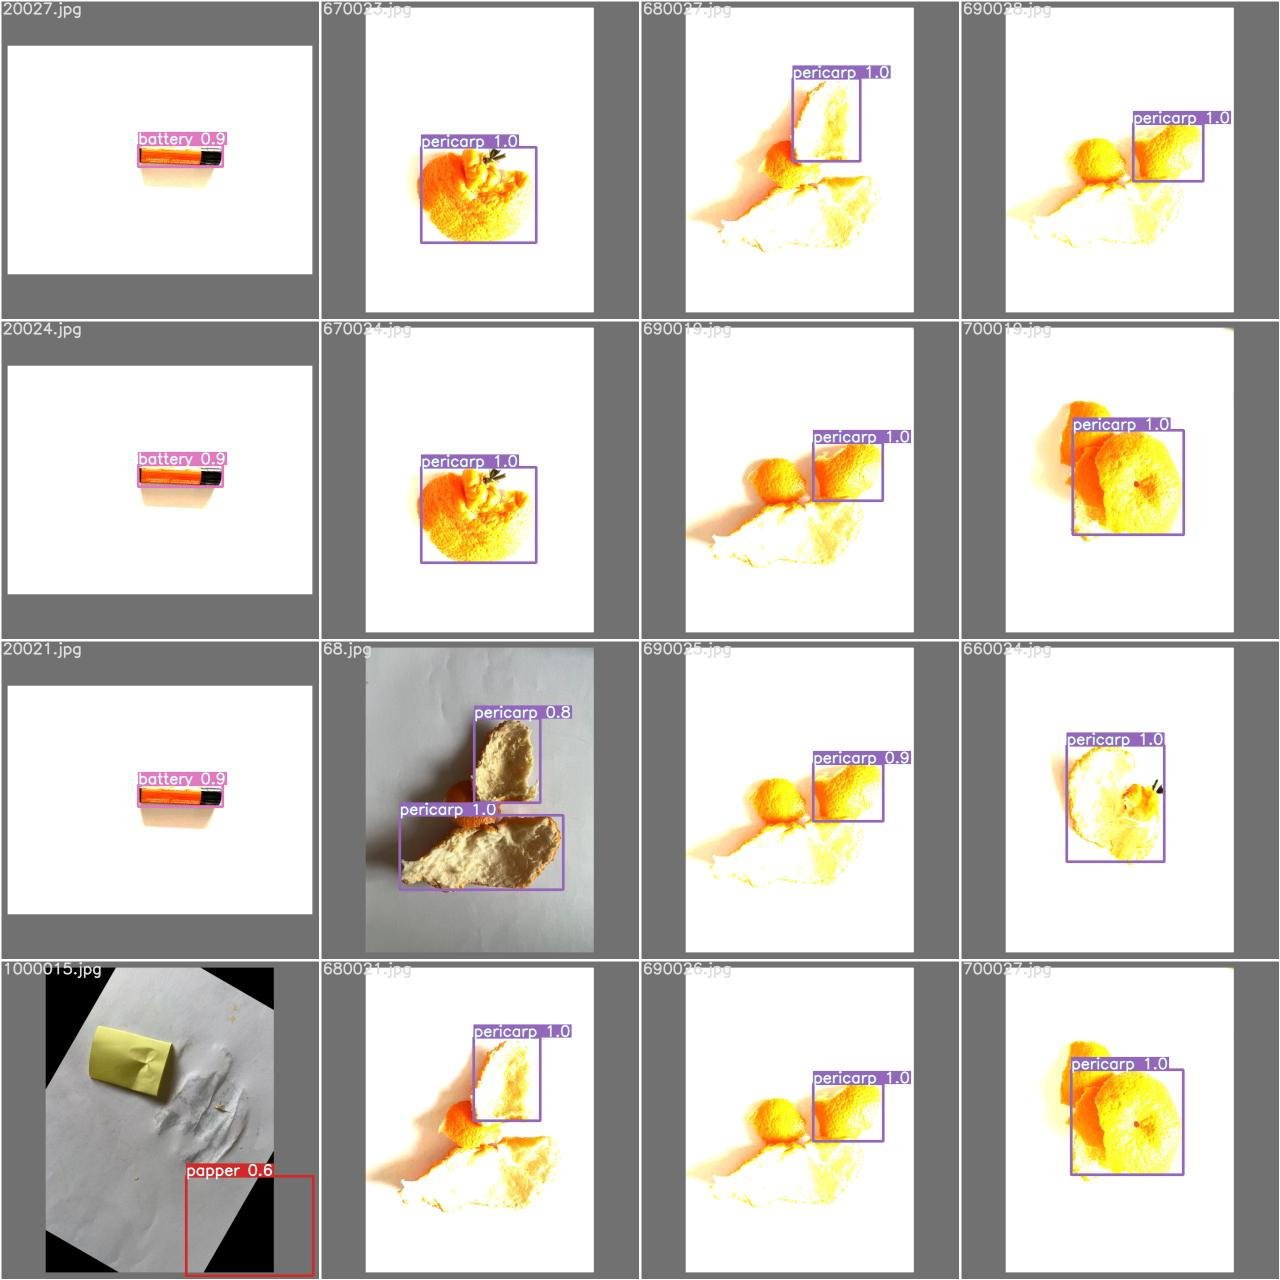 20027.jpg
battery 0.9
670023.jpg
pericarp 1.0
680027.jpg
pericarp 1.0
690028.jpg
pericarp 1.0
20024.jpg
battery 0.9
670024.jpg
pericarp 1.0
690019.jpg
pericarp 1.0
700019.jpg
pericarp 1.0
20021.jpg
battery 0.9
68.jpg
pericarp 0.8
pericarp 1.0
690025.jpg
pericarp 0.9
660024.jpg
pericarp 1.0
1000015.jpg
papper 0.6
680021.jpg
pericarp 1.0
690026.jpg
pericarp 1.0
700027.jpg
pericarp 1.0